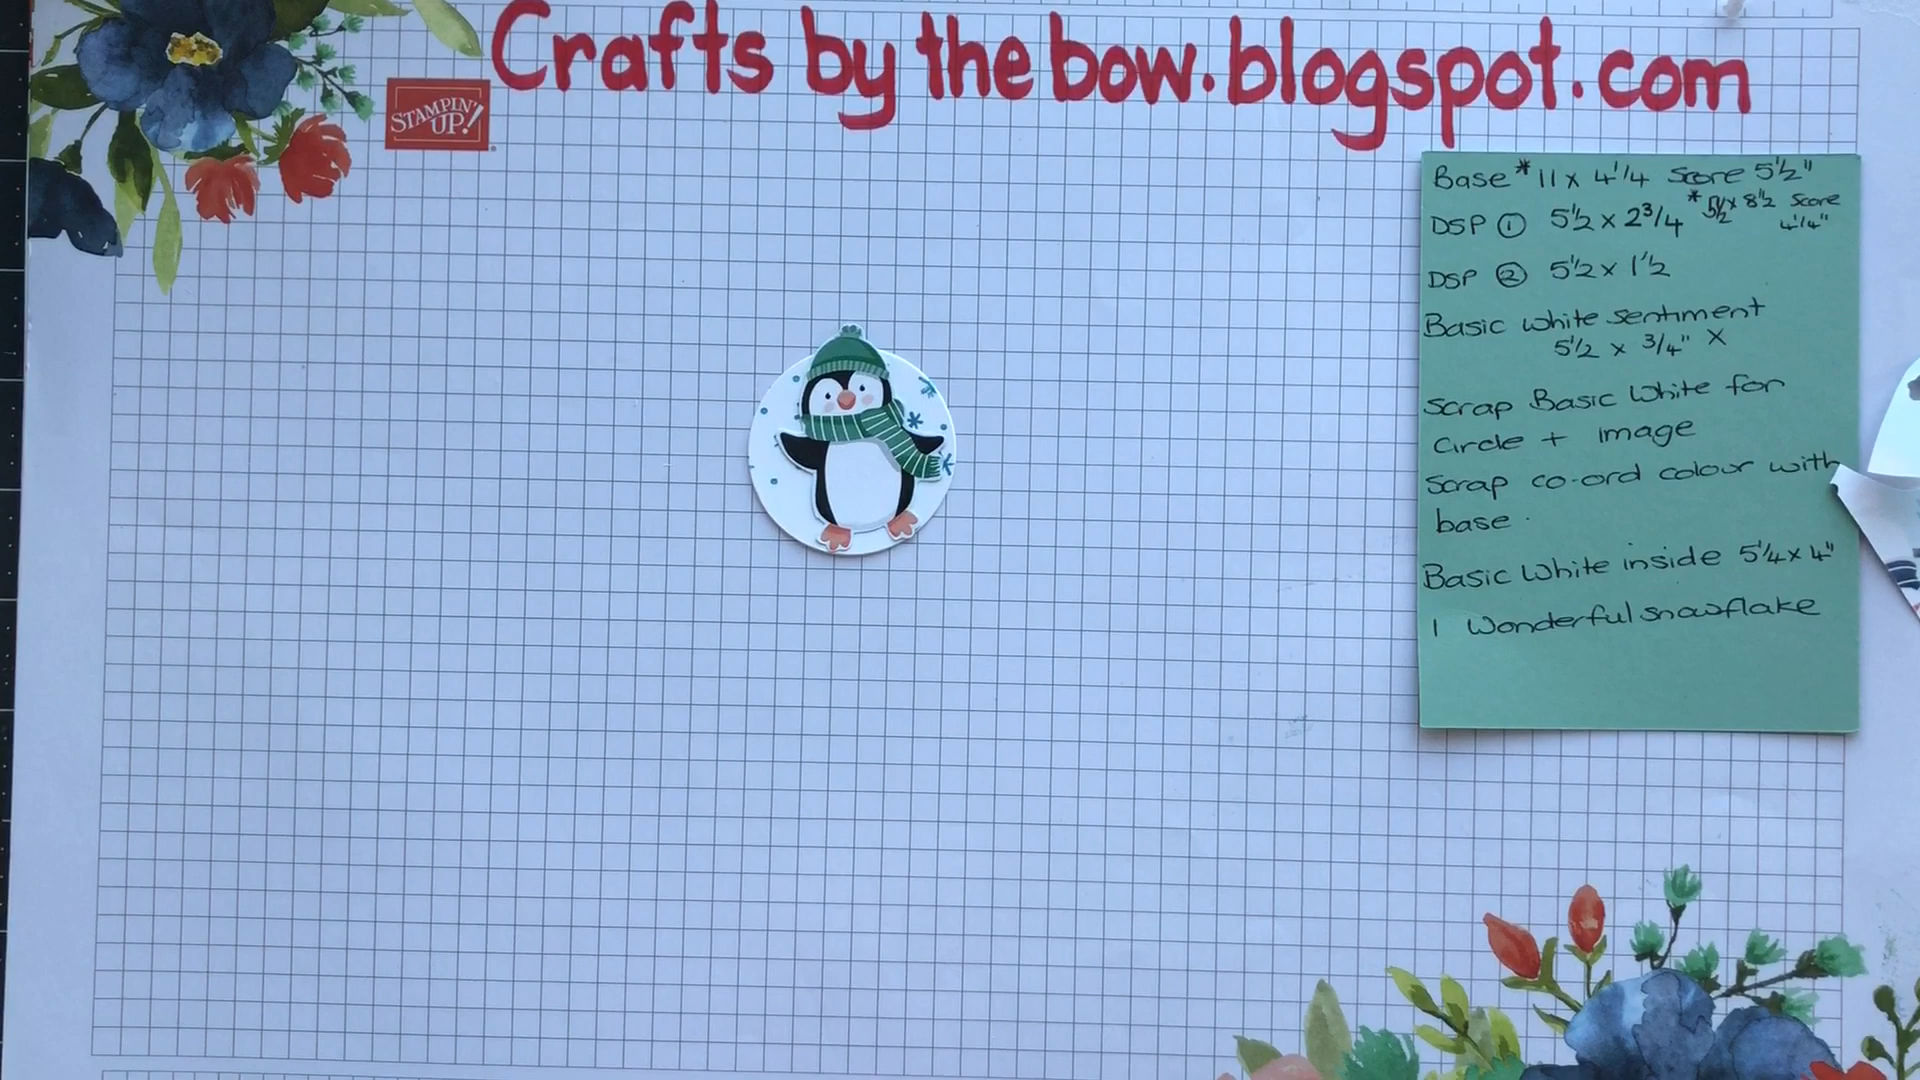 Crafts by the bow.blogspot.com
STAMPIN'
UP!
Base * 11 x 4 1/4 Score 5 1/2"
* 5 1/2 x 8 1/2 Score
4 1/4"
DSP ① 5 1/2 x 2 3/4
DSP ② 5 1/2 x 1 1/2
Basic white sentiment
5 1/2 x 3/4" X
Scrap Basic White for
Circle + image
Scrap co-ord colour with
base.
Basic White inside 5 1/4 x 4"
1 Wonderful snowflake